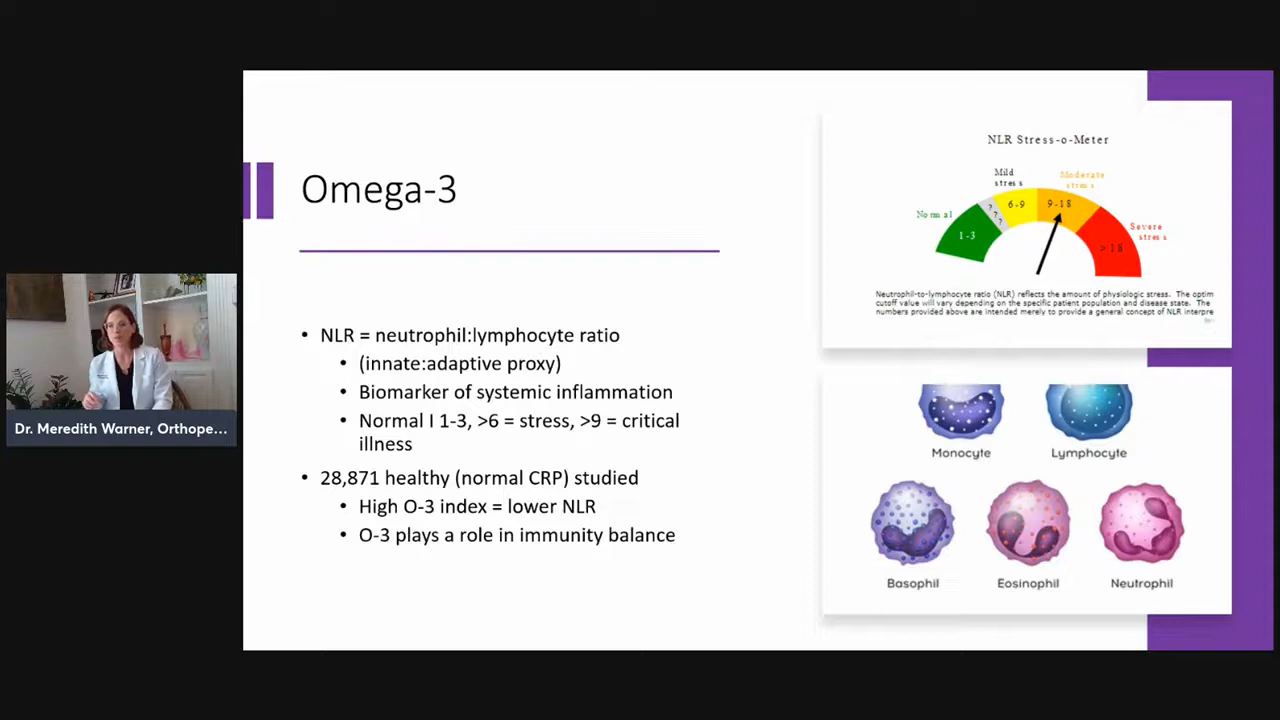 Omega-3
• NLR = neutrophil:lymphocyte ratio
• (innate:adaptive proxy)
• Biomarker of systemic inflammation
• Normal I 1-3, >6 = stress, >9 = critical
illness
• 28,871 healthy (normal CRP) studied
• High O-3 index = lower NLR
• O-3 plays a role in immunity balance
NLR Stress-o-Meter
Normal
Mild
stress
Moderate
stress
Severe
stress
1-3
? ? ?
6-9
9-18
>18
Neutrophil-to-lymphocyte ratio (NLR) reflects the amount of physiologic stress. The optim
cutoff value will vary depending on the specific patient population and disease state. The
numbers provided above are intended merely to provide a general concept of NLR interpre
Monocyte
Lymphocyte
Basophil
Eosinophil
Neutrophil
Dr. Meredith Warner, Orthope...